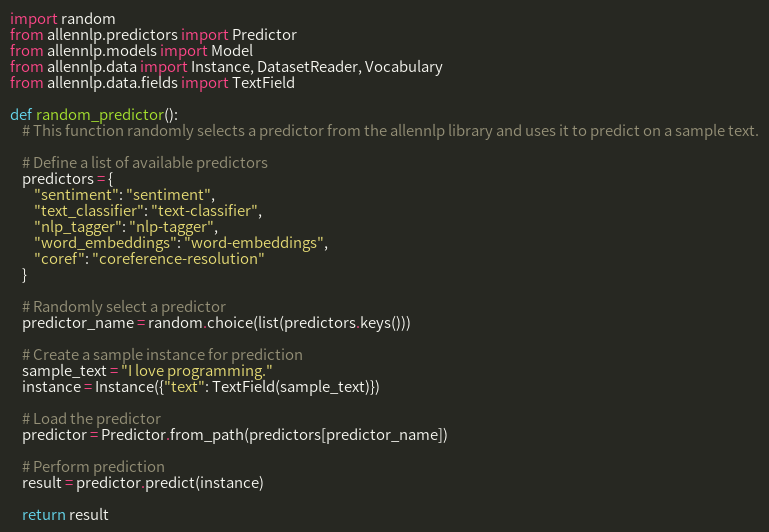 import random
from allennlp.predictors import Predictor
from allennlp.models import Model
from allennlp.data import Instance, DatasetReader, Vocabulary
from allennlp.data.fields import TextField

def random_predictor():
    # This function randomly selects a predictor from the allennlp library and uses it to predict on a sample text.

    # Define a list of available predictors
    predictors = {
        "sentiment": "sentiment",
        "text_classifier": "text-classifier",
        "nlp_tagger": "nlp-tagger",
        "word_embeddings": "word-embeddings",
        "coref": "coreference-resolution"
    }

    # Randomly select a predictor
    predictor_name = random.choice(list(predictors.keys()))

    # Create a sample instance for prediction
    sample_text = "I love programming."
    instance = Instance({"text": TextField(sample_text)})

    # Load the predictor
    predictor = Predictor.from_path(predictors[predictor_name])

    # Perform prediction
    result = predictor.predict(instance)

    return result